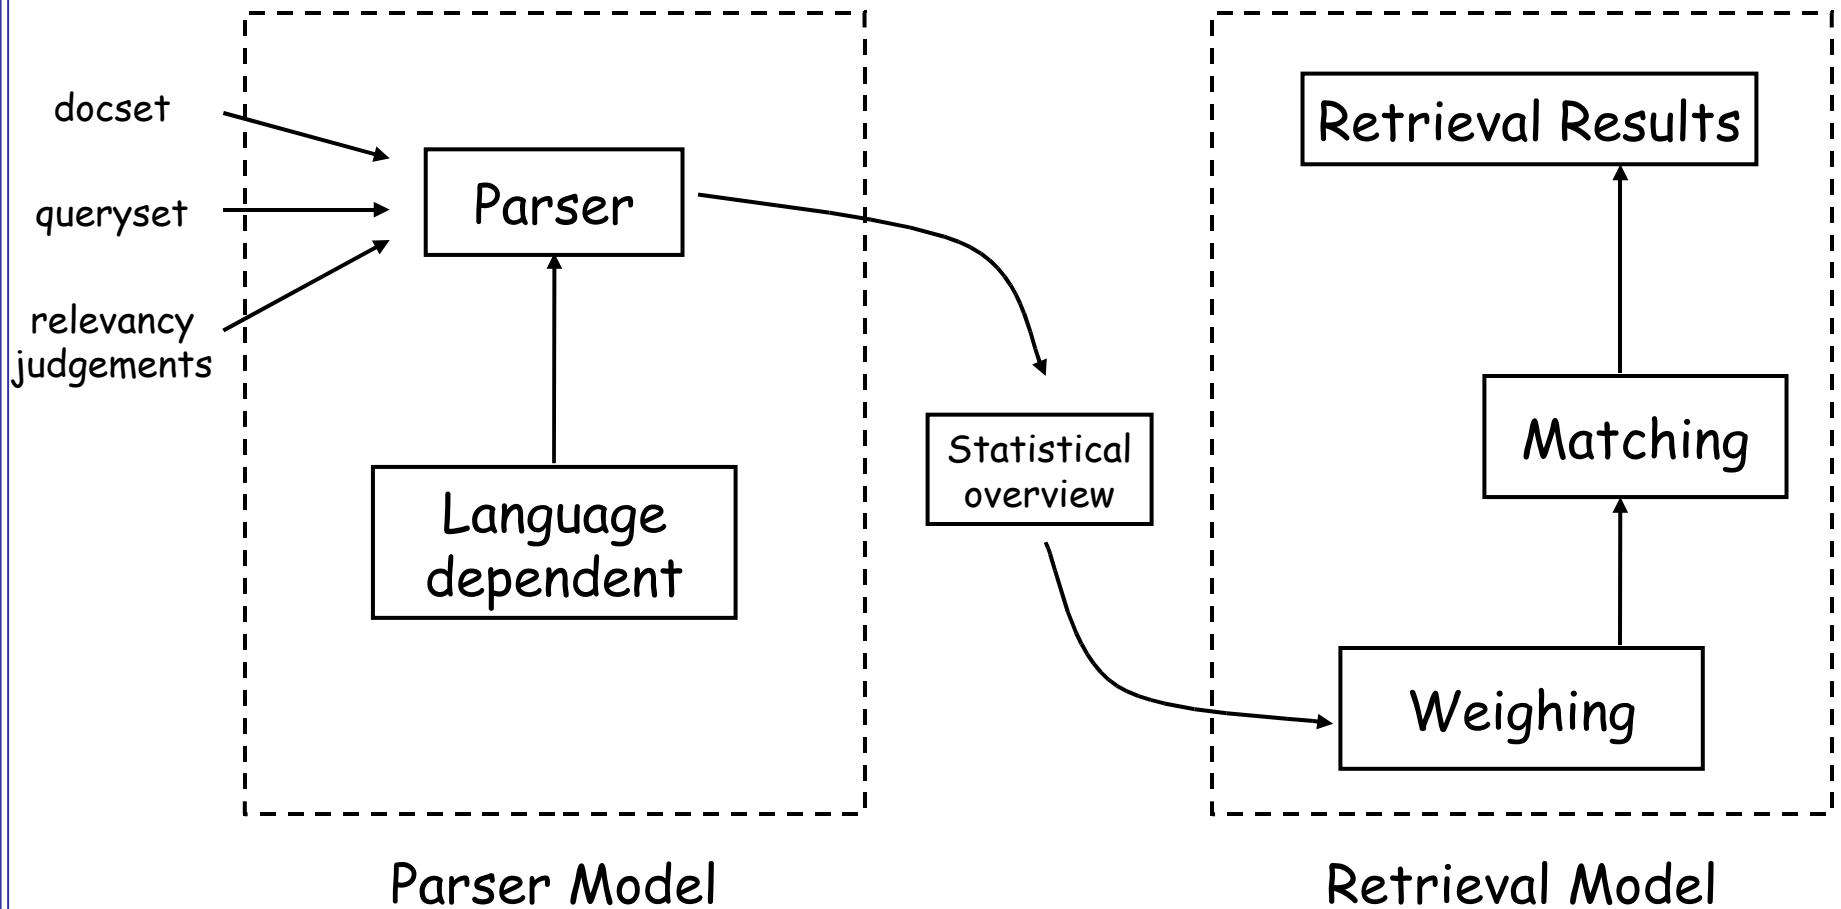 docset
queryset
relevancy
judgements
Parser
Language
dependent
Parser Model
Statistical
overview
Retrieval Results
Matching
Weighing
Retrieval Model